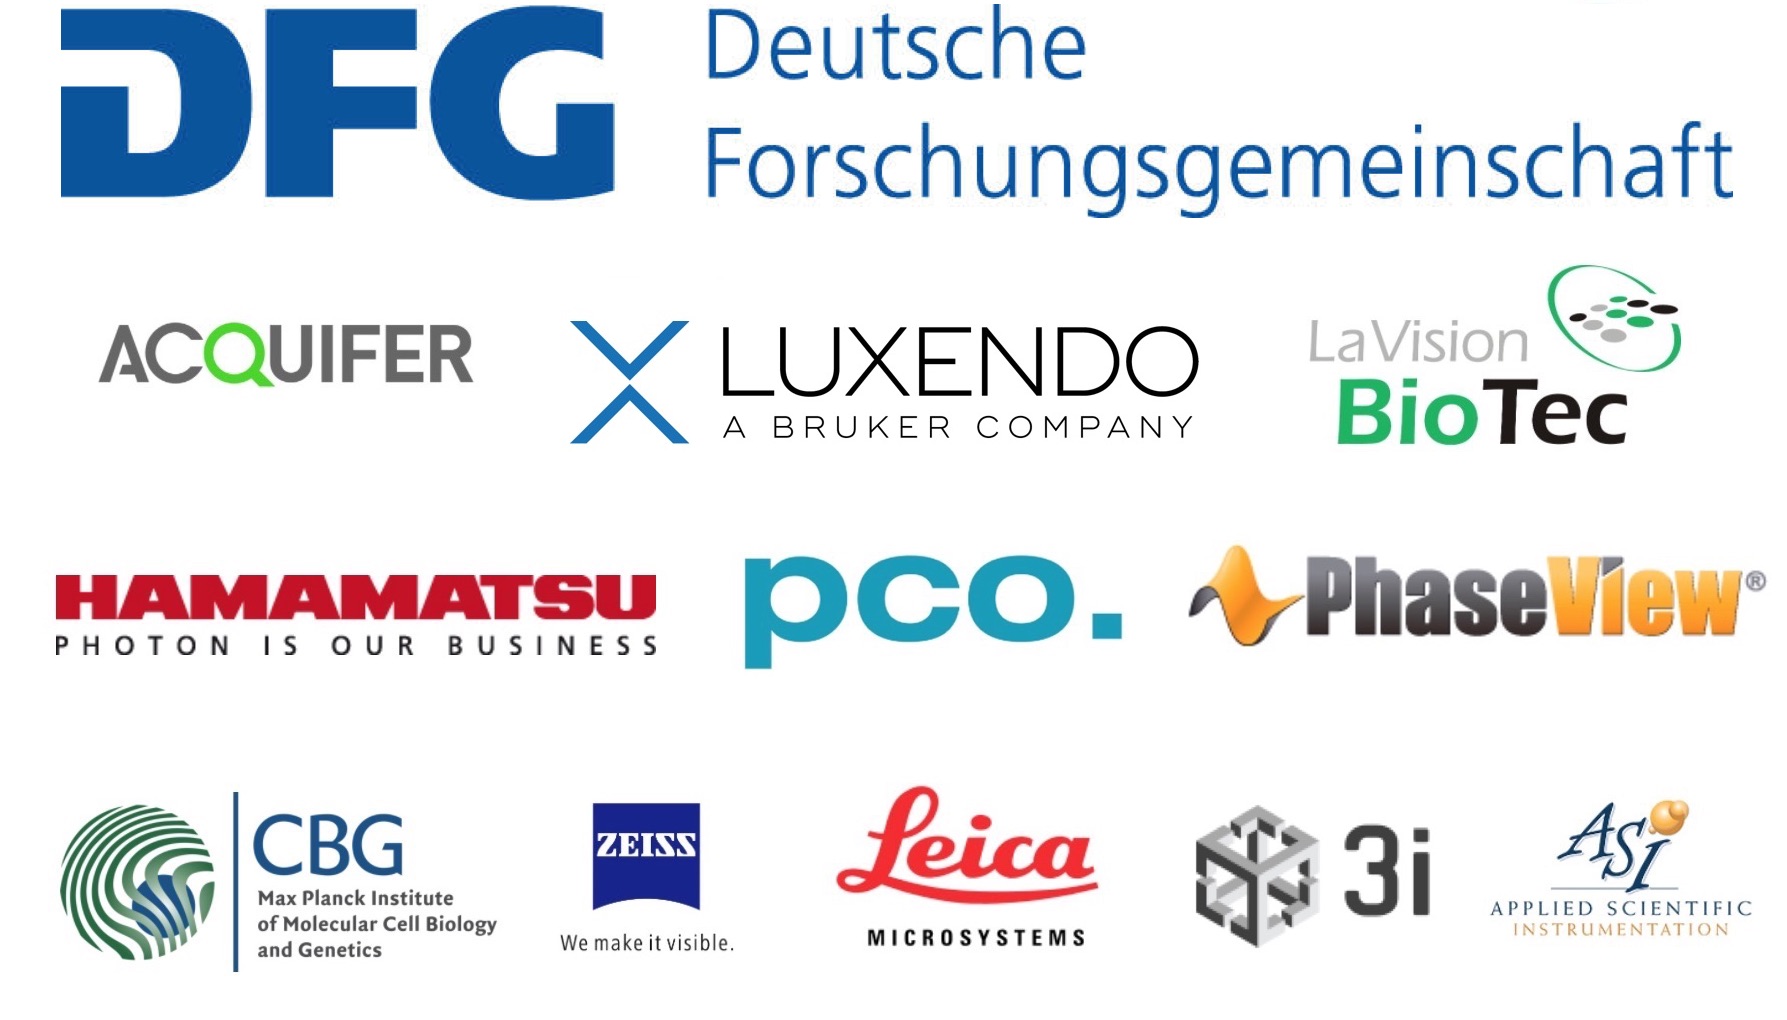 DFG
Deutsche
Forschungsgemeinschaft
ACQUIFER
LUXENDO
A BRUKER COMPANY
LaVision
BioTec
HAMAMATSU
PHOTON IS OUR BUSINESS
pco.
PhaseView®
CBG
Max Planck Institute
of Molecular Cell Biology
and Genetics
ZEISS
We make it visible.
Leica
MICROSYSTEMS
3i
ASI
APPLIED SCIENTIFIC
INSTRUMENTATION